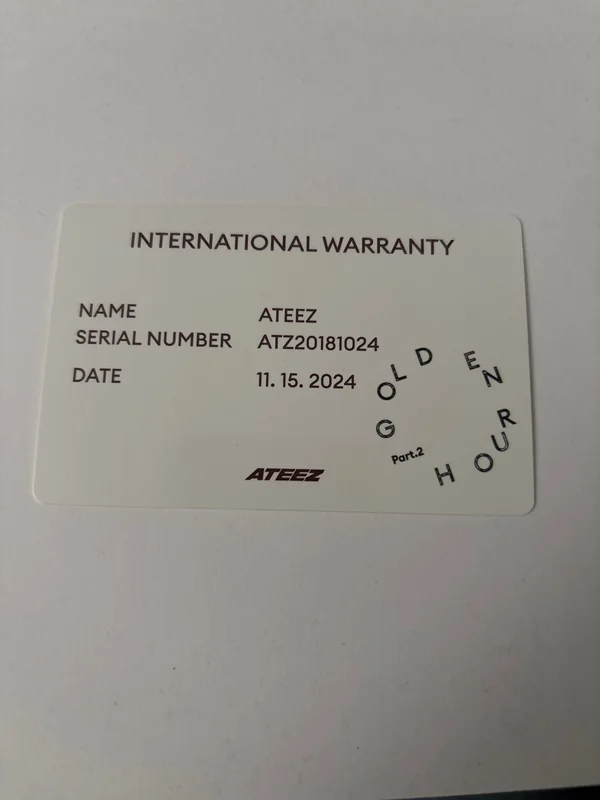 INTERNATIONAL WARRANTY
NAME ATEEZ
SERIAL NUMBER ATZ20181024
DATE 11. 15. 2024
GOLDEN HOUR
Part.2
ATEEZ